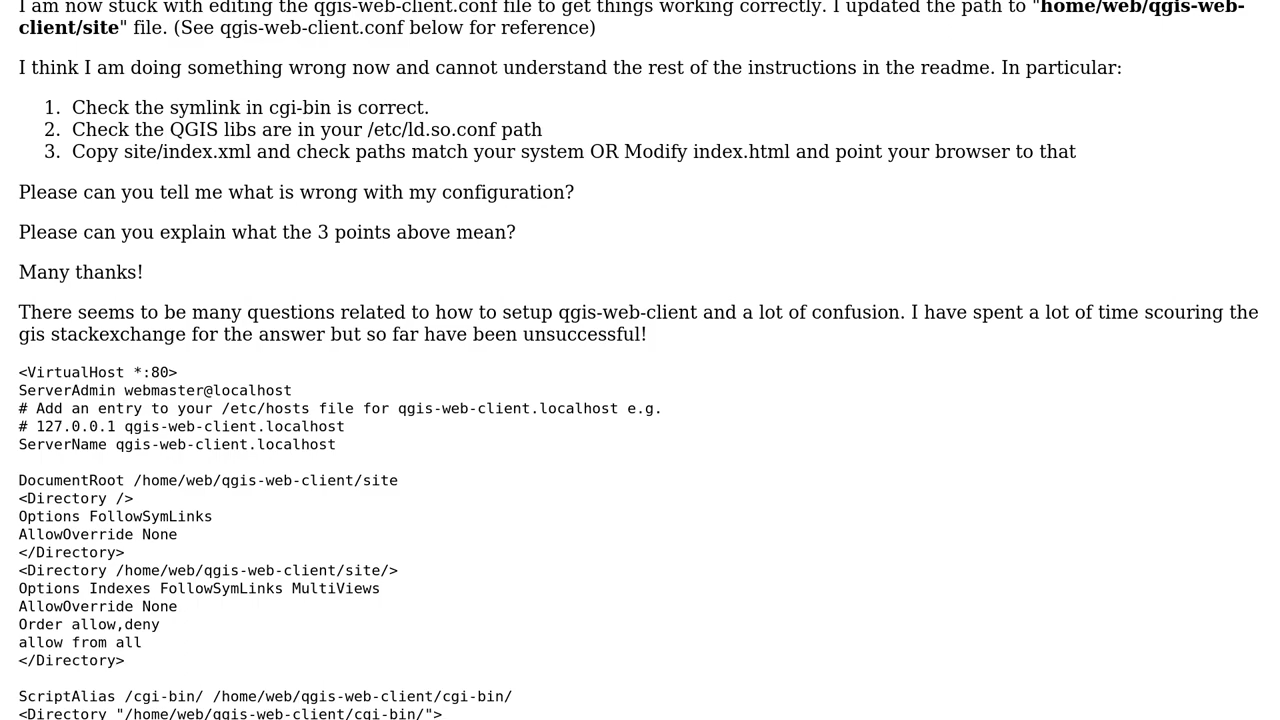 I am now stuck with editing the qgis-web-client.conf file to get things working correctly. I updated the path to "home/web/qgis-web-
client/site" file. (See qgis-web-client.conf below for reference)
I think I am doing something wrong now and cannot understand the rest of the instructions in the readme. In particular:
1. Check the symlink in cgi-bin is correct.
2. Check the QGIS libs are in your /etc/ld.so.conf path
3. Copy site/index.xml and check paths match your system OR Modify index.html and point your browser to that
Please can you tell me what is wrong with my configuration?
Please can you explain what the 3 points above mean?
Many thanks!
There seems to be many questions related to how to setup qgis-web-client and a lot of confusion. I have spent a lot of time scouring the
gis stackexchange for the answer but so far have been unsuccessful!
<VirtualHost *:80>
ServerAdmin webmaster@localhost
# Add an entry to your /etc/hosts file for qgis-web-client.localhost e.g.
# 127.0.0.1 qgis-web-client.localhost
ServerName qgis-web-client.localhost
DocumentRoot /home/web/qgis-web-client/site
<Directory />
Options FollowSymLinks
AllowOverride None
</Directory>
<Directory /home/web/qgis-web-client/site/>
Options Indexes FollowSymLinks MultiViews
AllowOverride None
Order allow,deny
allow from all
</Directory>
ScriptAlias /cgi-bin/ /home/web/qgis-web-client/cgi-bin/
<Directory "/home/web/qgis-web-client/cgi-bin/">